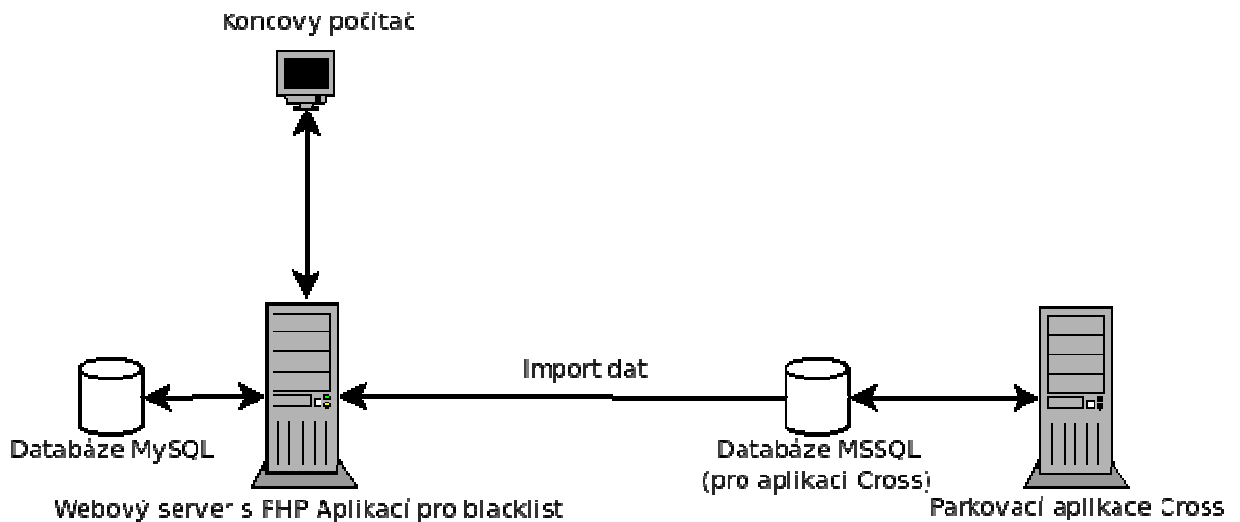 Koncovy počítač
Import dat
Databáze MySQL
Databáze MSSQL
(pro aplikaci Cross)
Webový server s PHP Aplikací pro blacklist
Parkovací aplikace Cross